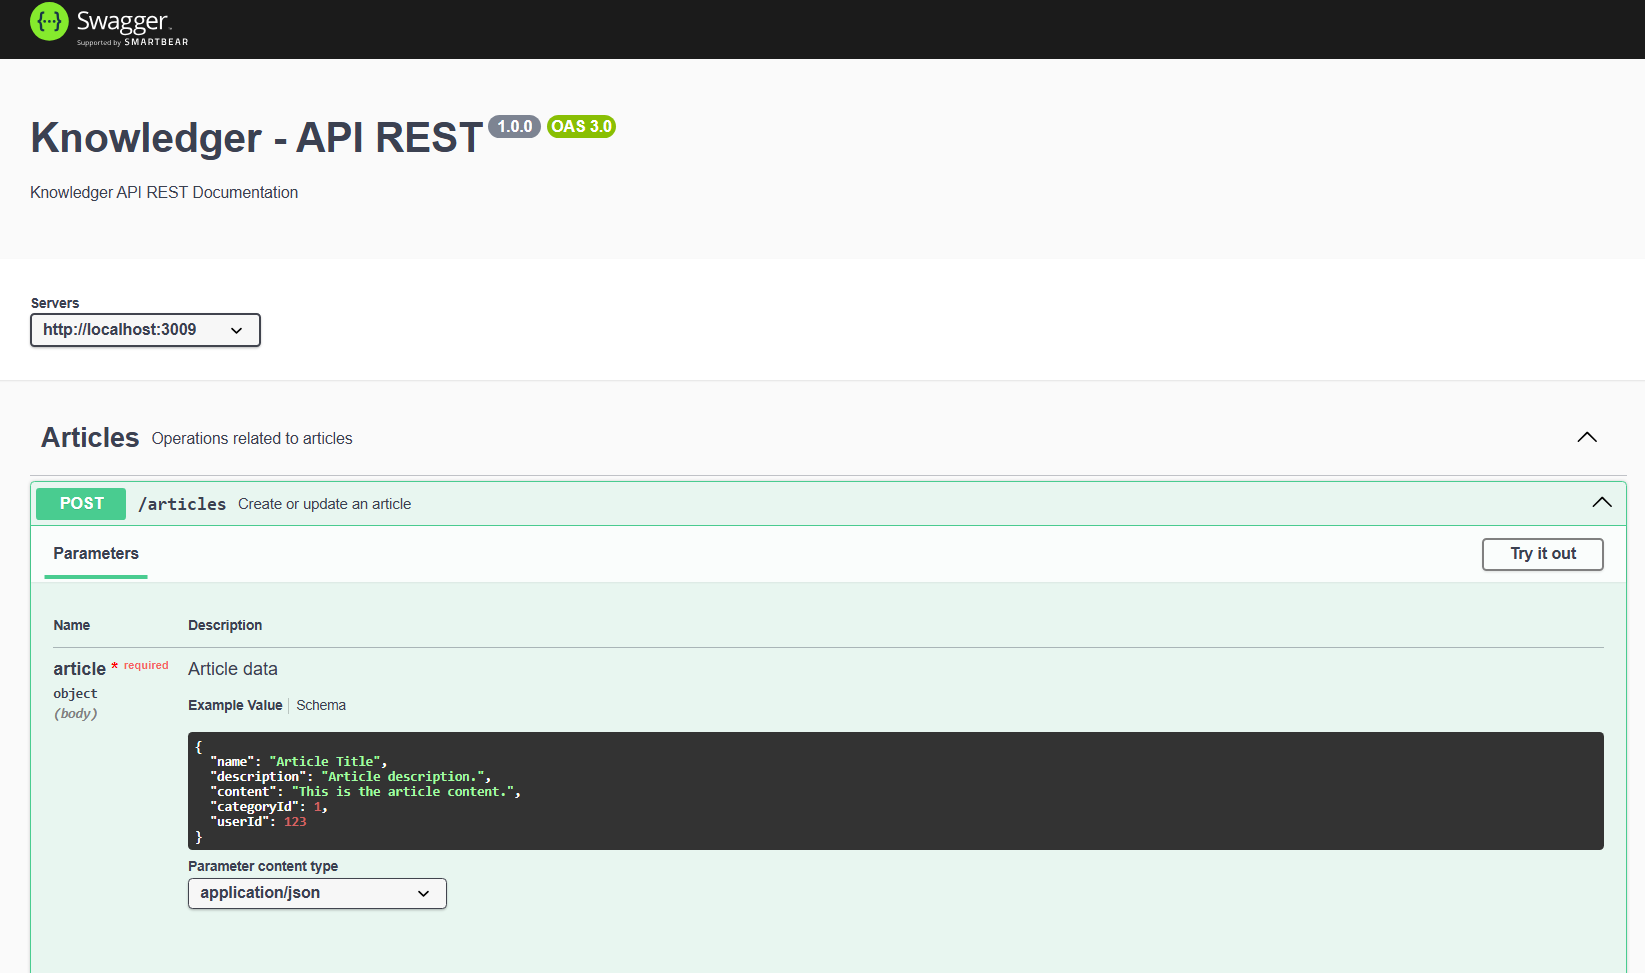 Swagger™
Supported by SMARTBEAR
Knowledger - API REST 1.0.0 OAS 3.0
Knowledger API REST Documentation
Servers
http://localhost:3009
Articles Operations related to articles
POST /articles Create or update an article
Parameters Try it out
Name Description
article * required Article data
object
(body)
Example Value Schema
{
"name": "Article Title",
"description": "Article description.",
"content": "This is the article content.",
"categoryId": 1,
"userId": 123
}
Parameter content type
application/json